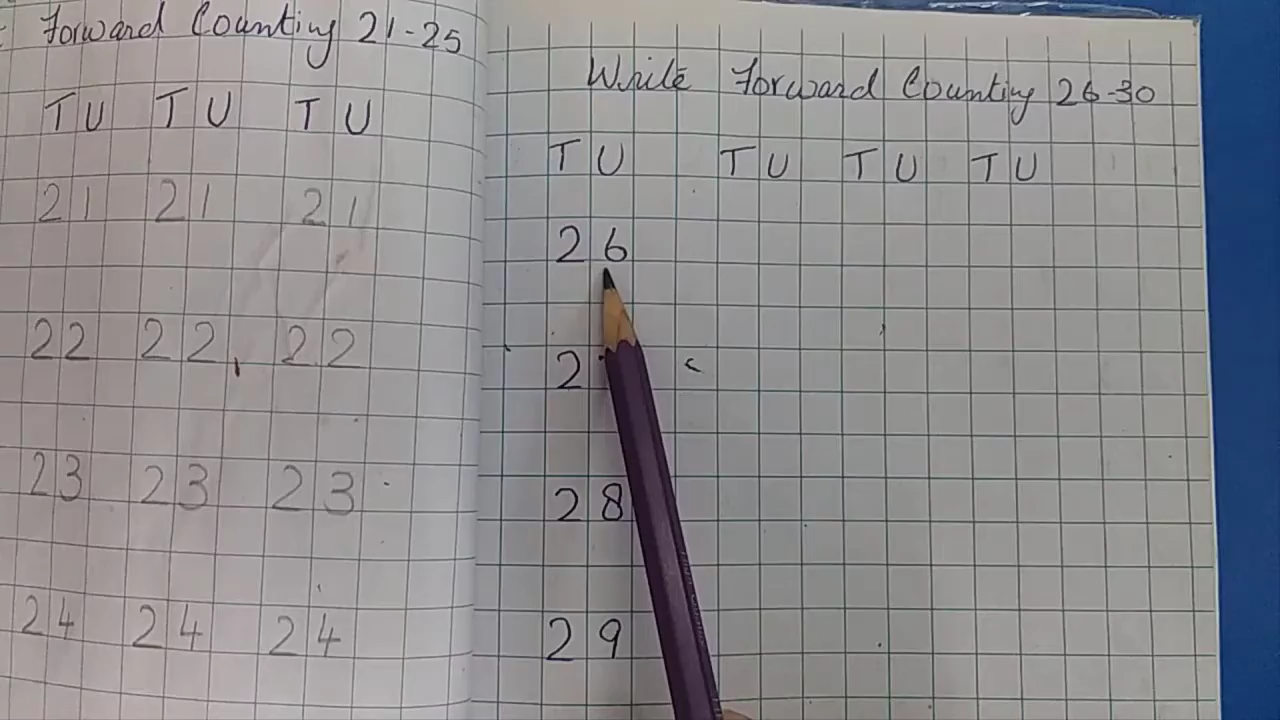 Forward Counting 21-25
T U T U T U
21 21 21
22 22, 22
23 23 23
24 24 24
Write Forward Counting 26-30
T U T U T U T U
26
2
28
29